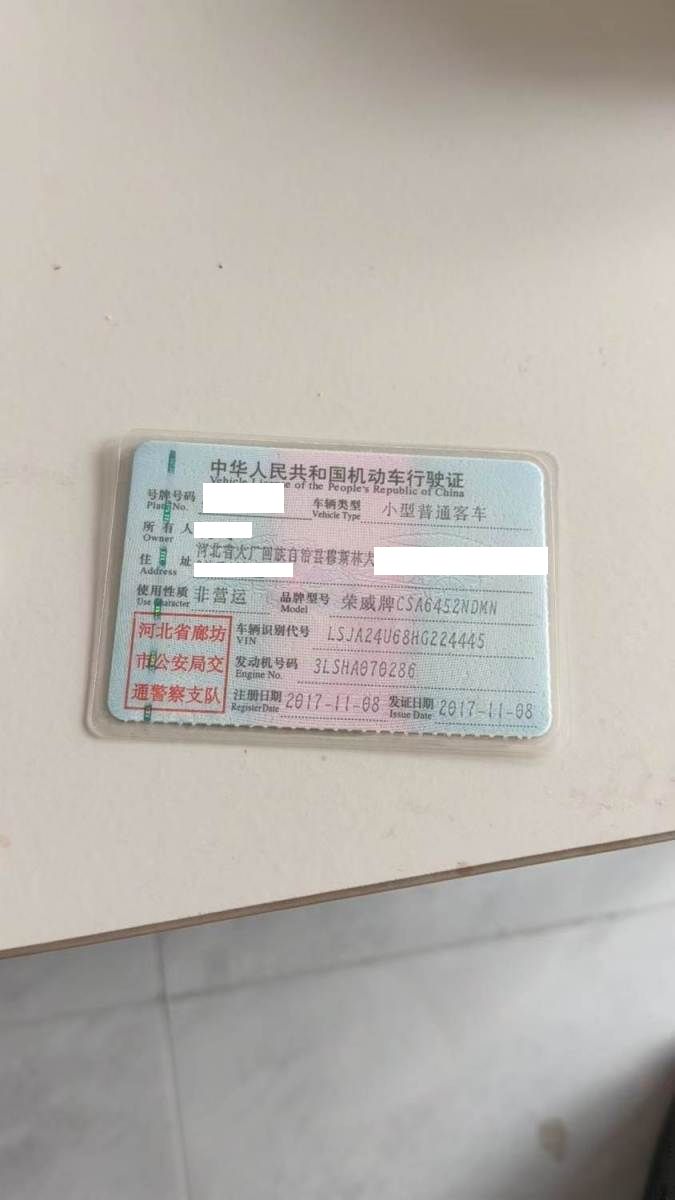 中华人民共和国机动车行驶证
Vehicle License of the People's Republic of China
号牌号码 车辆类型 小型普通客车
Plate No. Vehicle Type
所有人
Owner
住址 河北省大厂回族自治县穆斯林大
Address
使用性质 非营运 品牌型号 荣威牌CSA6452NDMN
Use Character Model
河北省廊坊
市公安局交
通警察支队
车辆识别代号 LSJA24U68HG224445
VIN
发动机号码 3LSHA070286
Engine No.
注册日期 2017-11-08 发证日期 2017-11-08
Register Date Issue Date